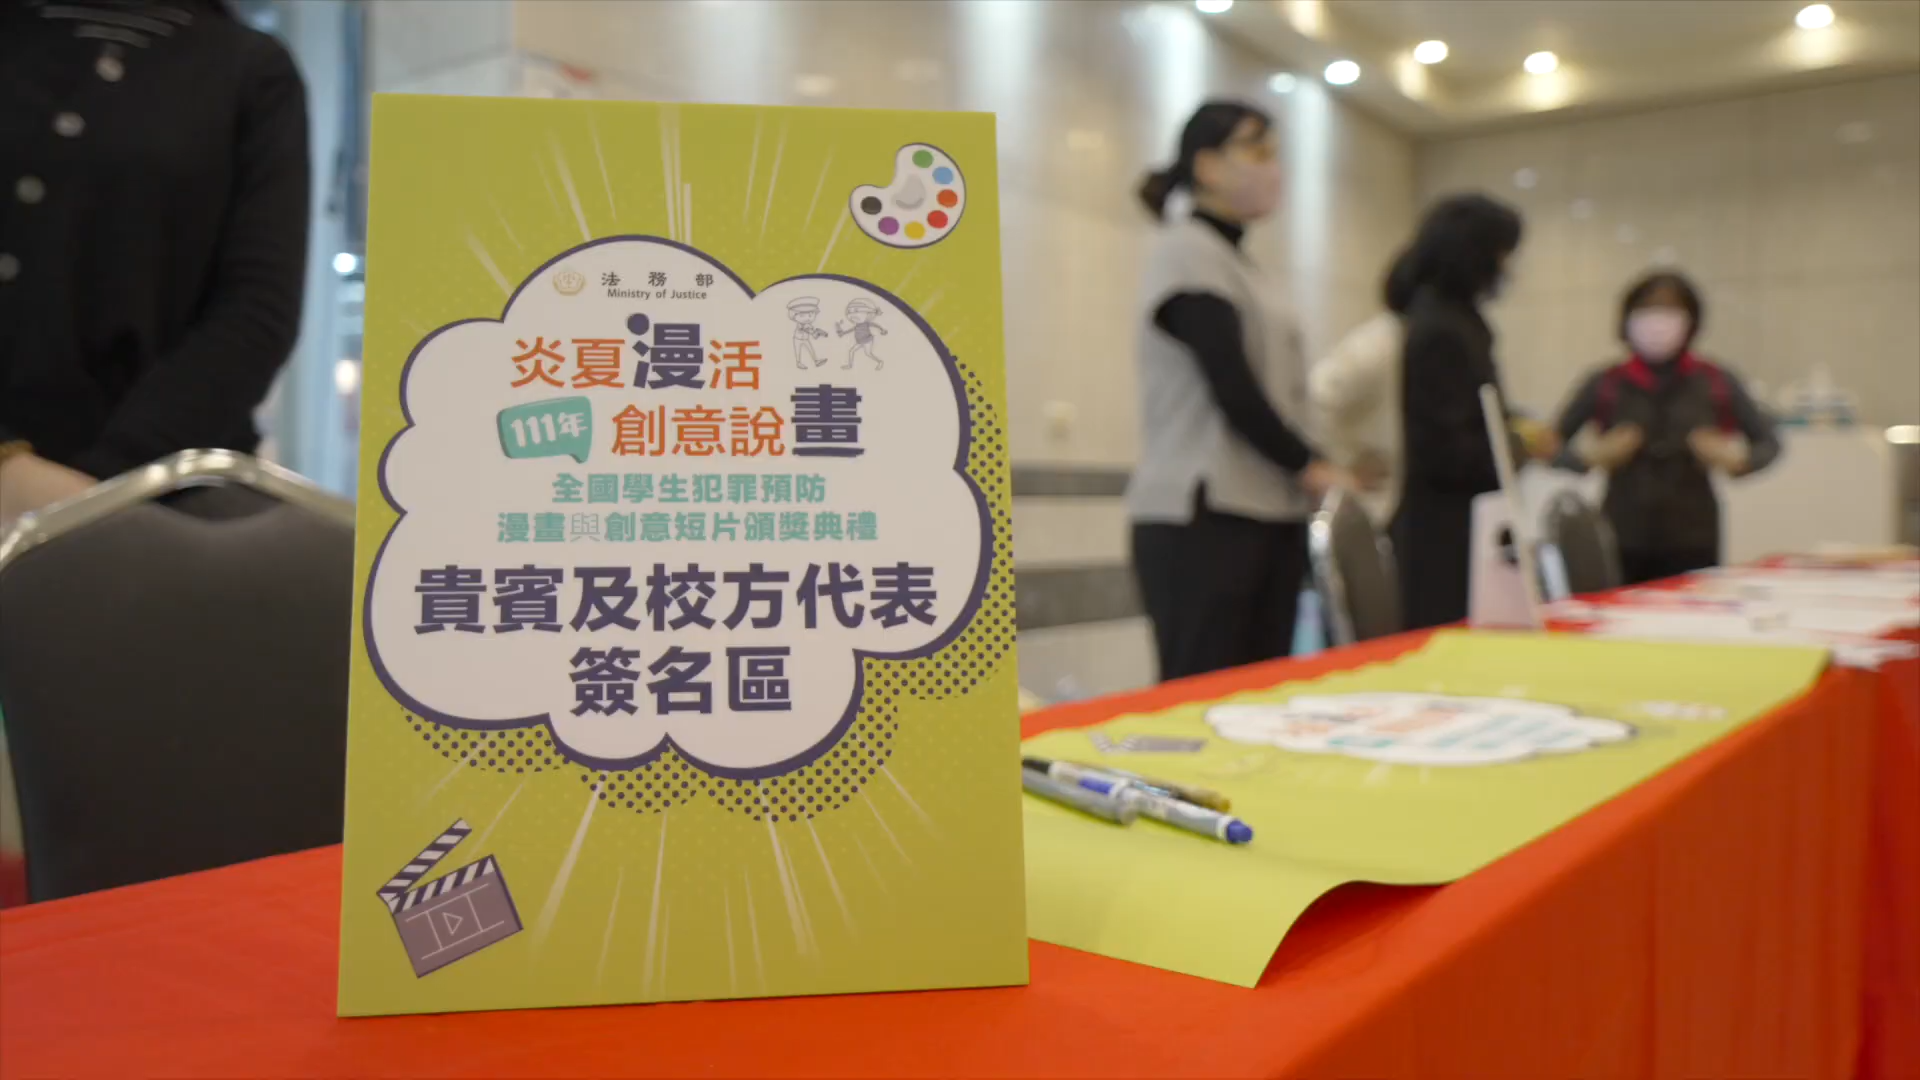 法務部
Ministry of Justice
炎夏漫活
111年 創意說畫
全國學生犯罪預防
漫畫與創意短片頒獎典禮
貴賓及校方代表
簽名區